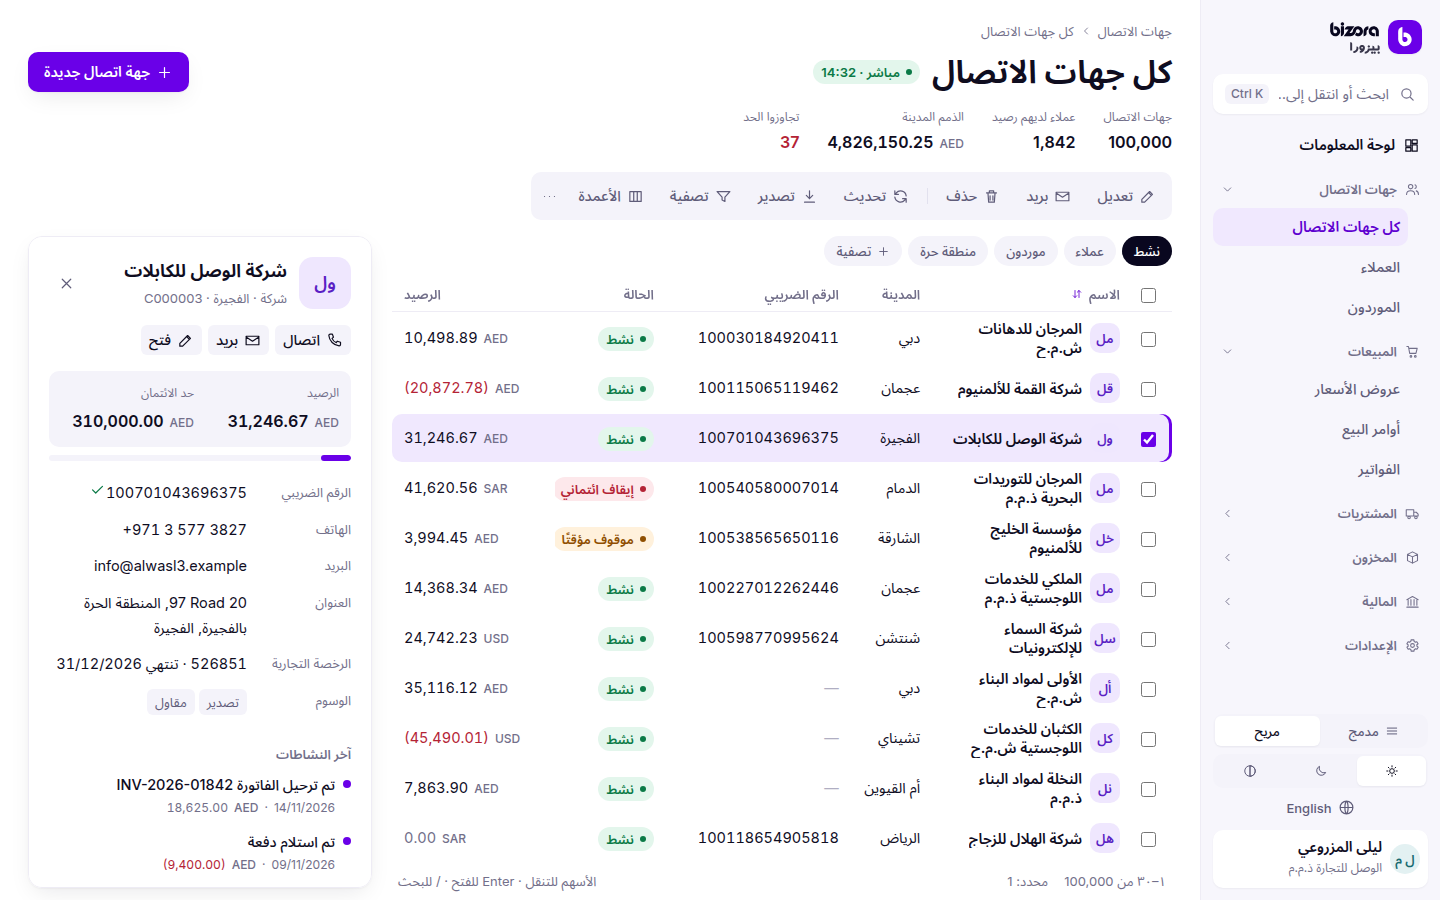 bizora
بيزورا
ابحث أو انتقل إلى.. Ctrl K
لوحة المعلومات
جهات الاتصال
كل جهات الاتصال
العملاء
الموردون
المبيعات
عروض الأسعار
أوامر البيع
الفواتير
المشتريات
المخزون
المالية
الإعدادات
مدمج مريح
English
ل م ليلى المزروعي
الوصل للتجارة ذ.م.م
جهات الاتصال › كل جهات الاتصال
كل جهات الاتصال مباشر · 14:32
جهة اتصال جديدة
جهات الاتصال عملاء لديهم رصيد الذمم المدينة تجاوزوا الحد
100,000 1,842 4,826,150.25 AED 37
تعديل بريد حذف تحديث تصدير تصفية الأعمدة ...
نشط عملاء موردون منطقة حرة + تصفية
الاسم المدينة الرقم الضريبي الحالة الرصيد
مل المرجان للدهانات ش.م.ح دبي 100030184920411 نشط 10,498.89 AED
قل شركة القمة للألمنيوم عجمان 100115065119462 نشط (20,872.78) AED
ول شركة الوصل للكابلات الفجيرة 100701043696375 نشط 31,246.67 AED
مل المرجان للتوريدات البحرية ذ.م.م الدمام 100540580007014 إيقاف ائتماني 41,620.56 SAR
خل مؤسسة الخليج للألمنيوم الشارقة 100538565650116 موقوف مؤقتًا 3,994.45 AED
مل الملكي للخدمات اللوجستية ذ.م.م عجمان 100227012262446 نشط 14,368.34 AED
سل شركة السماء للإلكترونيات شنتشن 100598770995624 نشط 24,742.23 USD
أل الأولى لمواد البناء ش.م.ح دبي — نشط 35,116.12 AED
كل الكثبان للخدمات اللوجستية ش.م.ح تشيناي — نشط (45,490.01) USD
نل النخلة لمواد البناء ذ.م.م أم القيوين — نشط 7,863.90 AED
هل شركة الهلال للزجاج الرياض 100118654905818 نشط 0.00 SAR
١–٣٠ من 100,000 محدد: 1 الأسهم للتنقل · Enter للفتح · / للبحث
ول شركة الوصل للكابلات
شركة · الفجيرة · C000003
اتصال بريد فتح
الرصيد حد الائتمان
31,246.67 AED 310,000.00 AED
الرقم الضريبي 100701043696375
الهاتف +971 3 577 3827
البريد info@alwasl3.example
العنوان 97 Road 20, المنطقة الحرة
بالفجيرة, الفجيرة
الرخصة التجارية 526851 · تنتهي 31/12/2026
الوسوم تصدير مقاول
آخر النشاطات
تم ترحيل الفاتورة INV-2026-01842
14/11/2026 · 18,625.00 AED
تم استلام دفعة
09/11/2026 · (9,400.00) AED